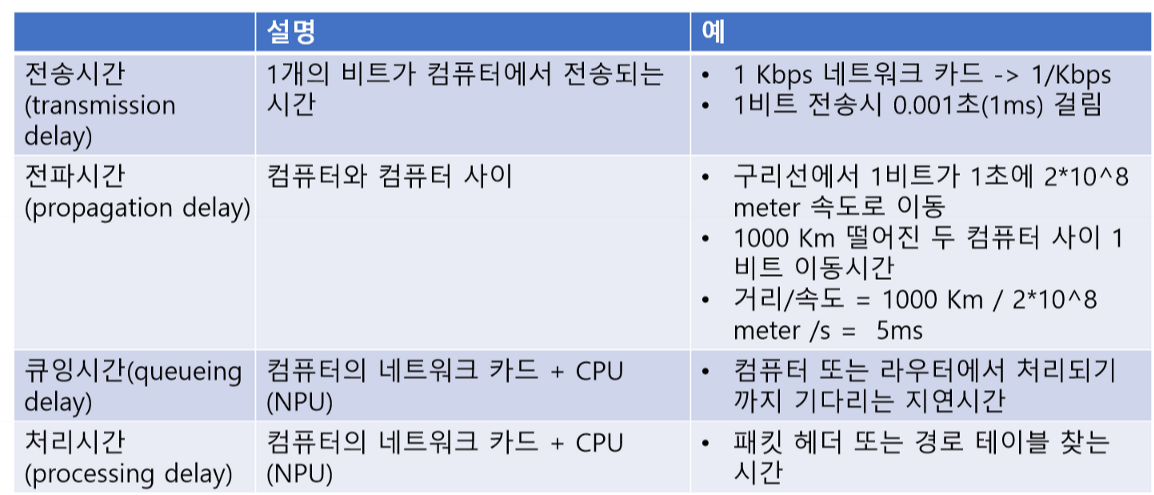 설명
예
전송시간
(transmission
delay)
1개의 비트가 컴퓨터에서 전송되는
시간
• 1 Kbps 네트워크 카드 -> 1/Kbps
• 1비트 전송시 0.001초(1ms) 걸림
전파시간
(propagation delay)
컴퓨터와 컴퓨터 사이
• 구리선에서 1비트가 1초에 2*10^8
meter 속도로 이동
• 1000 Km 떨어진 두 컴퓨터 사이 1
비트 이동시간
• 거리/속도 = 1000 Km / 2*10^8
meter /s = 5ms
큐잉시간(queueing
delay)
컴퓨터의 네트워크 카드 + CPU
(NPU)
• 컴퓨터 또는 라우터에서 처리되기
까지 기다리는 지연시간
처리시간
(processing delay)
컴퓨터의 네트워크 카드 + CPU
(NPU)
• 패킷 헤더 또는 경로 테이블 찾는
시간